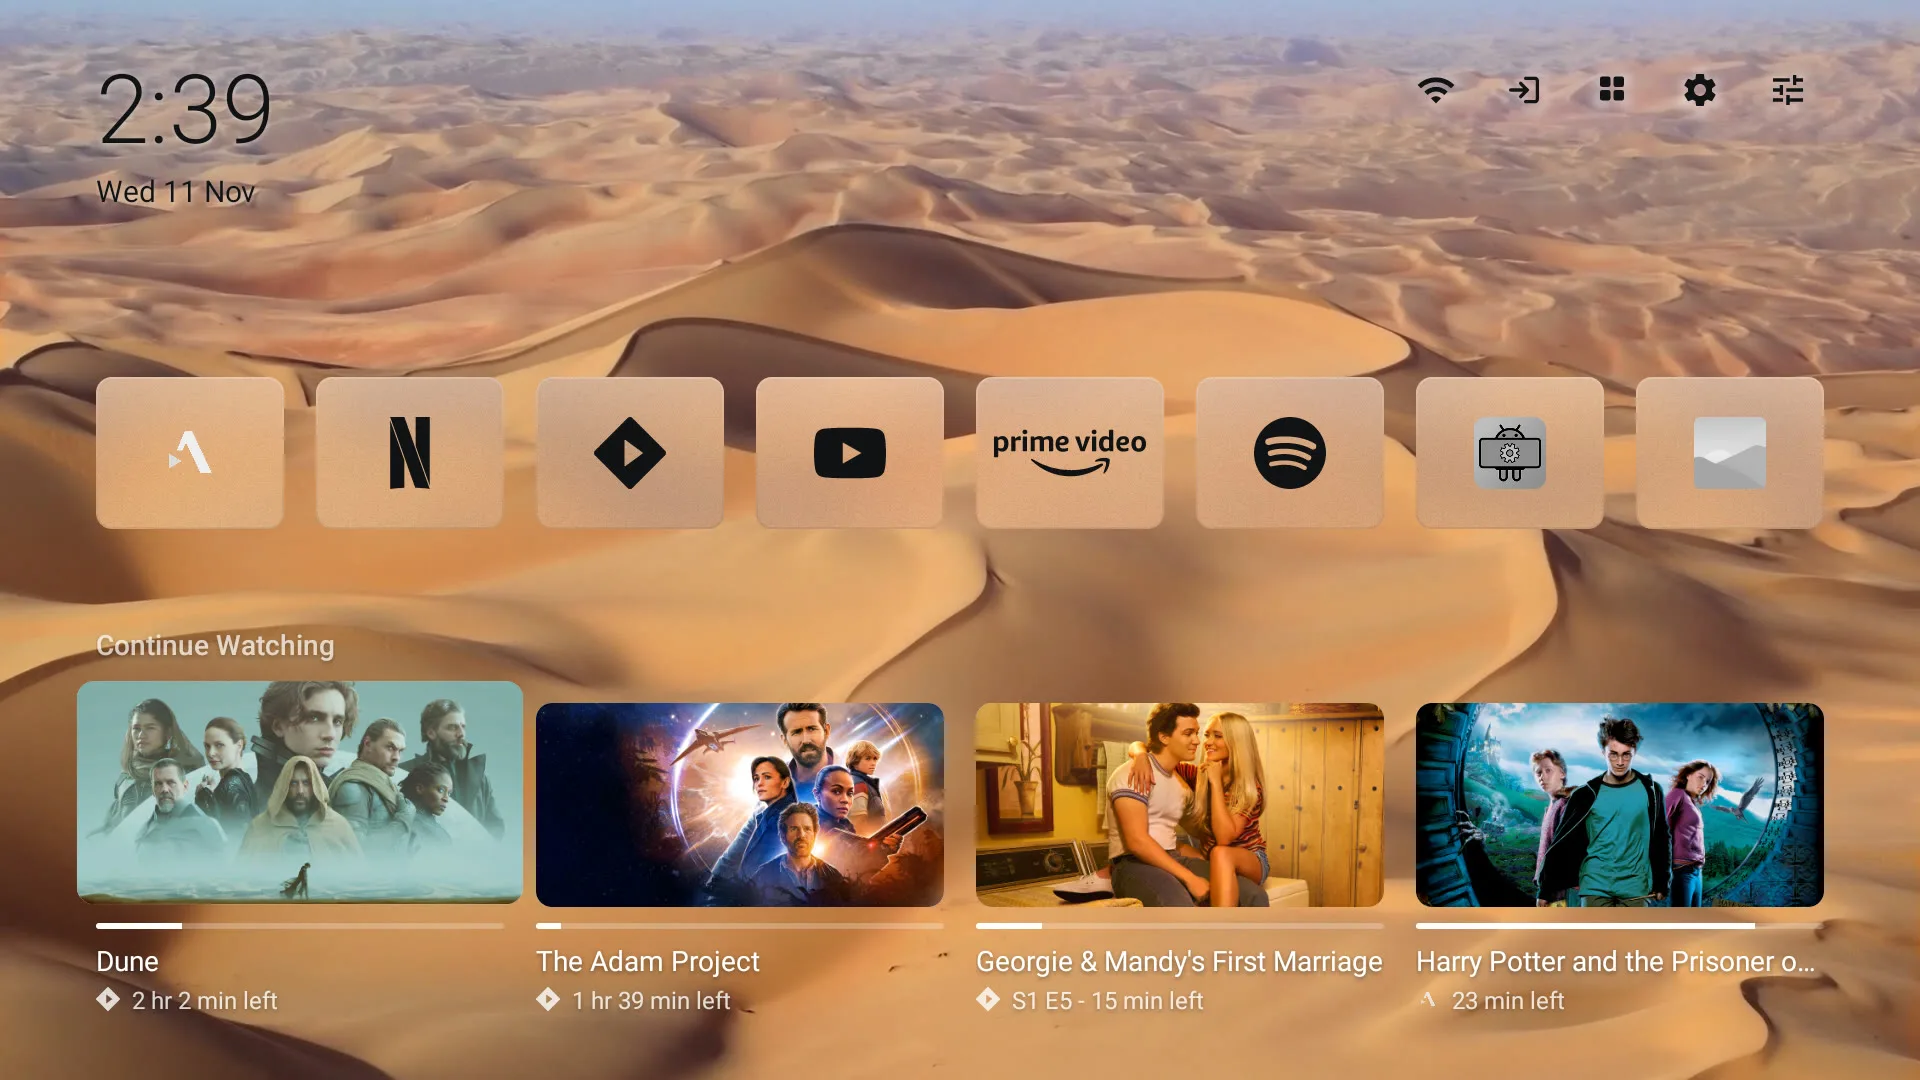 2:39
Wed 11 Nov
prime video
Continue Watching
Dune
2 hr 2 min left
The Adam Project
1 hr 39 min left
Georgie & Mandy's First Marriage
S1 E5 - 15 min left
Harry Potter and the Prisoner o...
23 min left